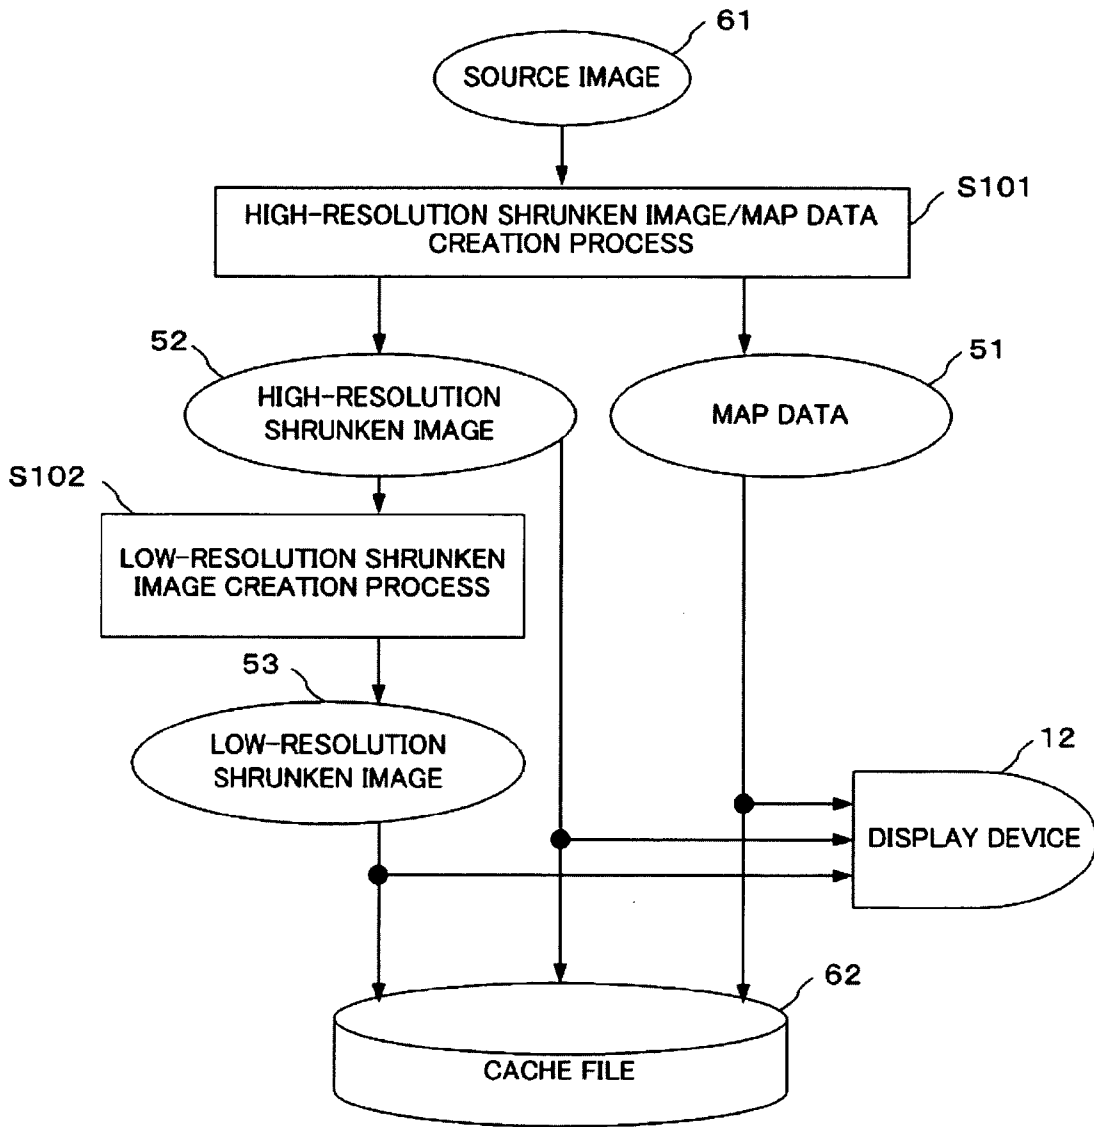 61
SOURCE IMAGE
S101
HIGH-RESOLUTION SHRUNKEN IMAGE/MAP DATA
CREATION PROCESS
52
51
HIGH-RESOLUTION
SHRUNKEN IMAGE
MAP DATA
S102
LOW-RESOLUTION SHRUNKEN
IMAGE CREATION PROCESS
53
LOW-RESOLUTION
SHRUNKEN IMAGE
12
DISPLAY DEVICE
62
CACHE FILE